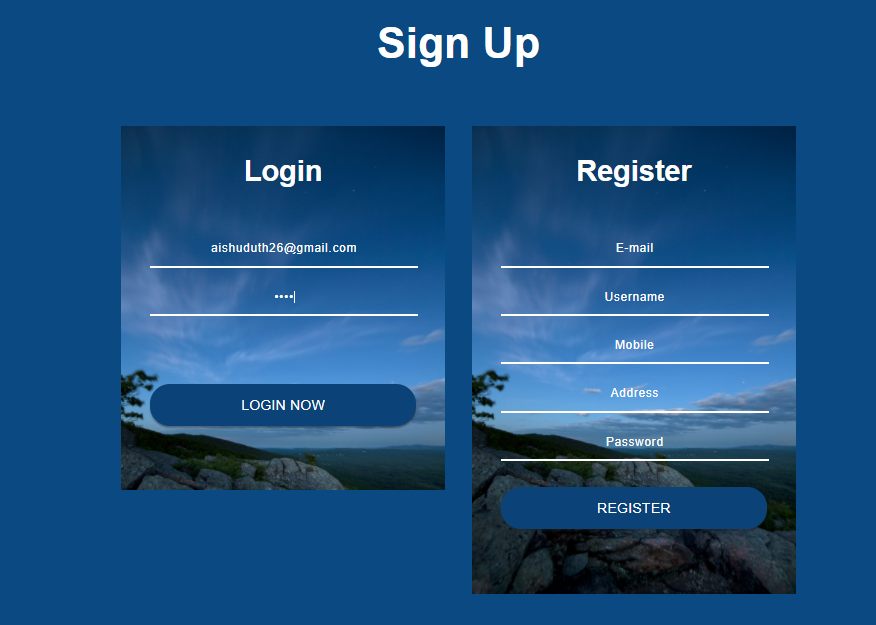 Sign Up
Login
aishuduth26@gmail.com
••••
LOGIN NOW
Register
E-mail
Username
Mobile
Address
Password
REGISTER